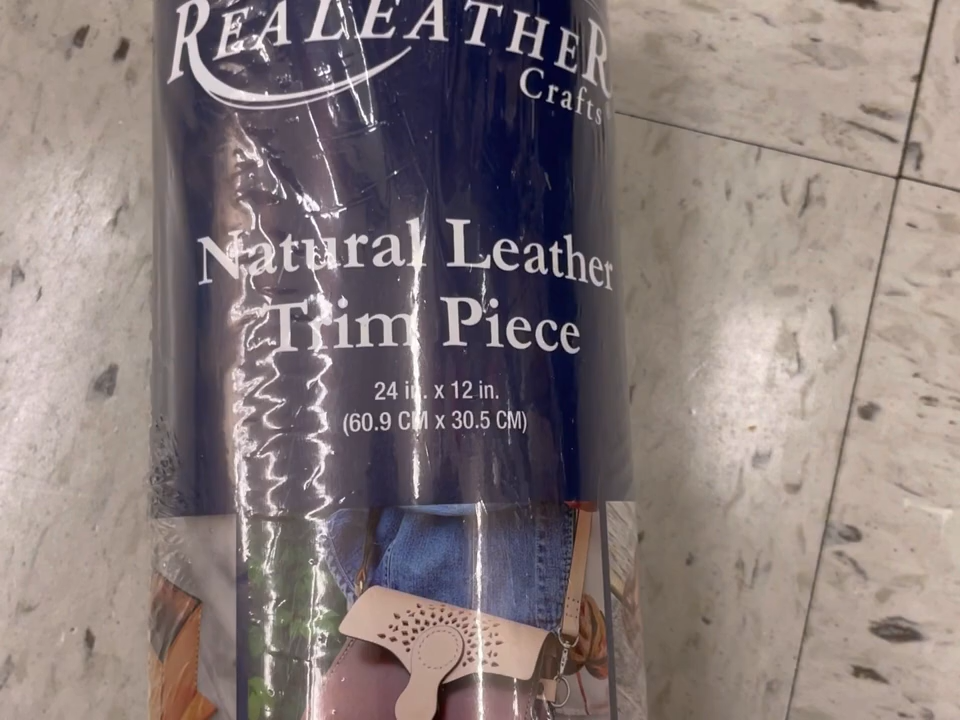 REALEATHER
Crafts
Natural Leather
Trim Piece
24 in. x 12 in.
(60.9 CM x 30.5 CM)